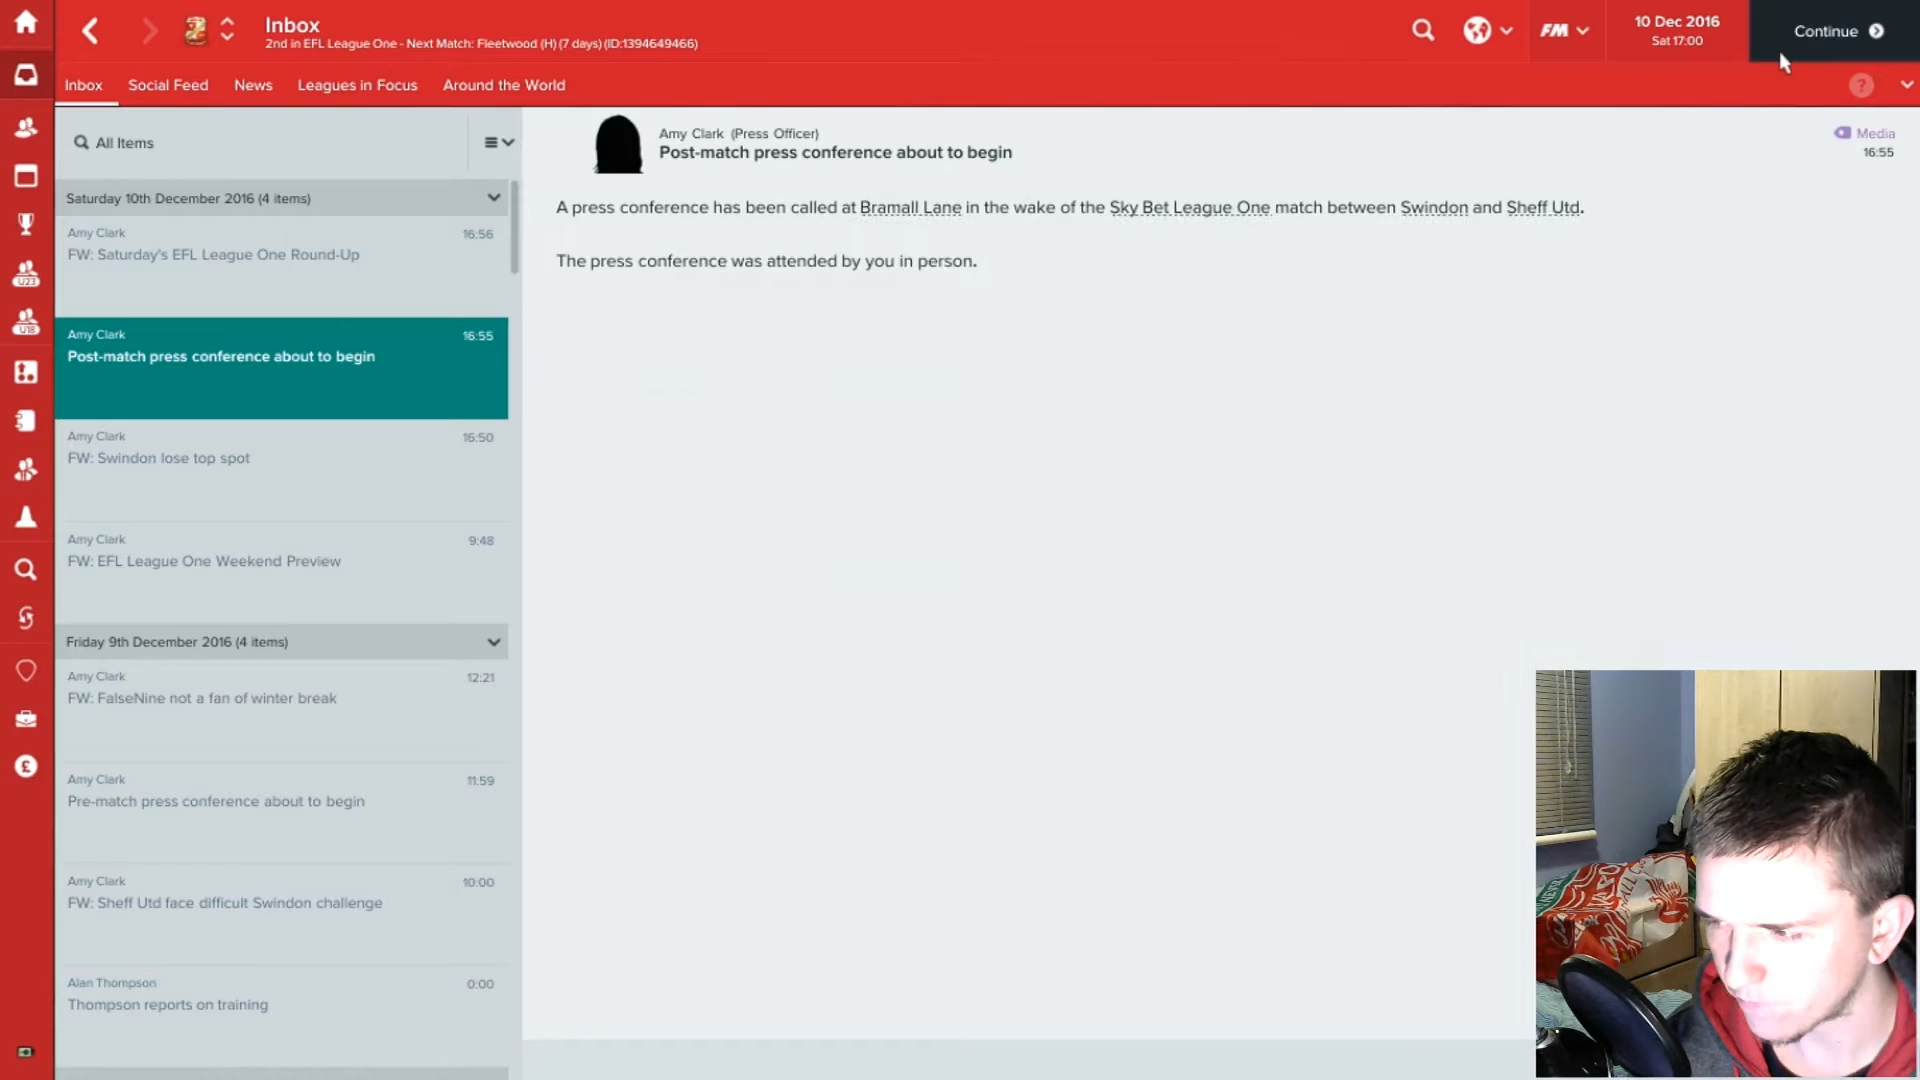 Inbox
2nd in EFL League One - Next Match: Fleetwood (H) (7 days) (ID:1394649466)
FM
10 Dec 2016
Sat 17:00
Continue
Inbox
Social Feed
News
Leagues in Focus
Around the World
?
All Items
Saturday 10th December 2016 (4 items)
Amy Clark
16:56
FW: Saturday's EFL League One Round-Up
Amy Clark
16:55
Post-match press conference about to begin
Amy Clark
16:50
FW: Swindon lose top spot
Amy Clark
9:48
FW: EFL League One Weekend Preview
Friday 9th December 2016 (4 items)
Amy Clark
12:21
FW: FalseNine not a fan of winter break
Amy Clark
11:59
Pre-match press conference about to begin
Amy Clark
10:00
FW: Sheff Utd face difficult Swindon challenge
Alan Thompson
0:00
Thompson reports on training
Amy Clark (Press Officer)
Post-match press conference about to begin
Media
16:55
A press conference has been called at Bramall Lane in the wake of the Sky Bet League One match between Swindon and Sheff Utd.
The press conference was attended by you in person.
U23
U18
£